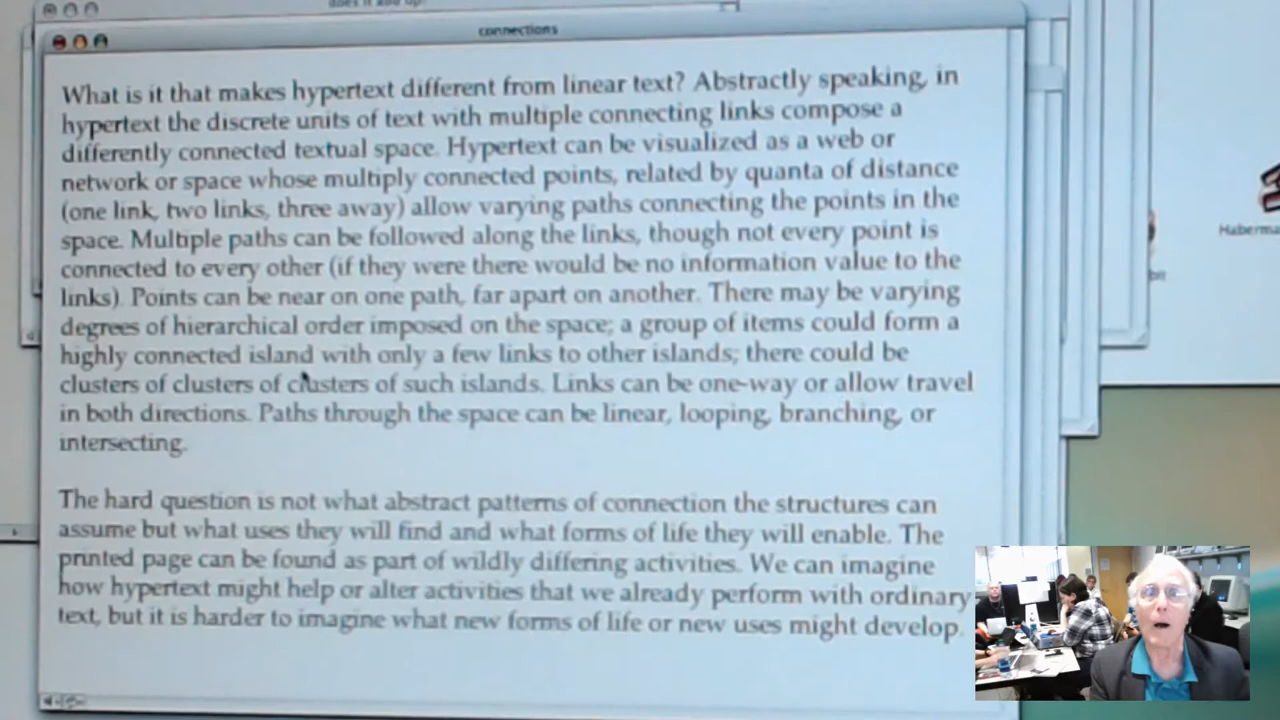 does it add up?
connections
What is it that makes hypertext different from linear text? Abstractly speaking, in
hypertext the discrete units of text with multiple connecting links compose a
differently connected textual space. Hypertext can be visualized as a web or
network or space whose multiply connected points, related by quanta of distance
(one link, two links, three away) allow varying paths connecting the points in the
space. Multiple paths can be followed along the links, though not every point is
connected to every other (if they were there would be no information value to the
links). Points can be near on one path, far apart on another. There may be varying
degrees of hierarchical order imposed on the space; a group of items could form a
highly connected island with only a few links to other islands; there could be
clusters of clusters of clusters of such islands. Links can be one-way or allow travel
in both directions. Paths through the space can be linear, looping, branching, or
intersecting.
The hard question is not what abstract patterns of connection the structures can
assume but what uses they will find and what forms of life they will enable. The
printed page can be found as part of wildly differing activities. We can imagine
how hypertext might help or alter activities that we already perform with ordinary
text, but it is harder to imagine what new forms of life or new uses might develop.
Haberma